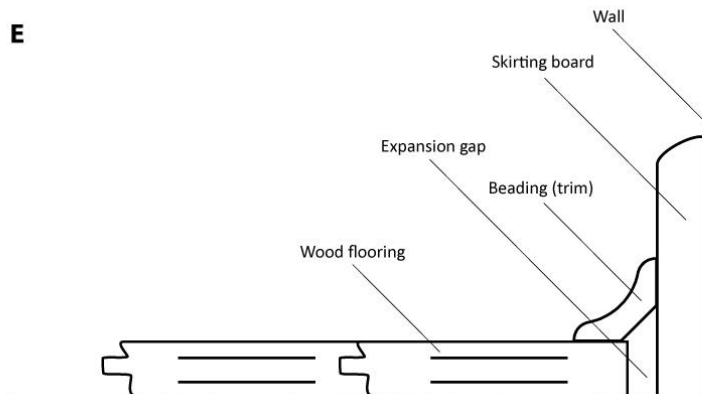 E
Wall
Skirting board
Expansion gap
Beading (trim)
Wood flooring